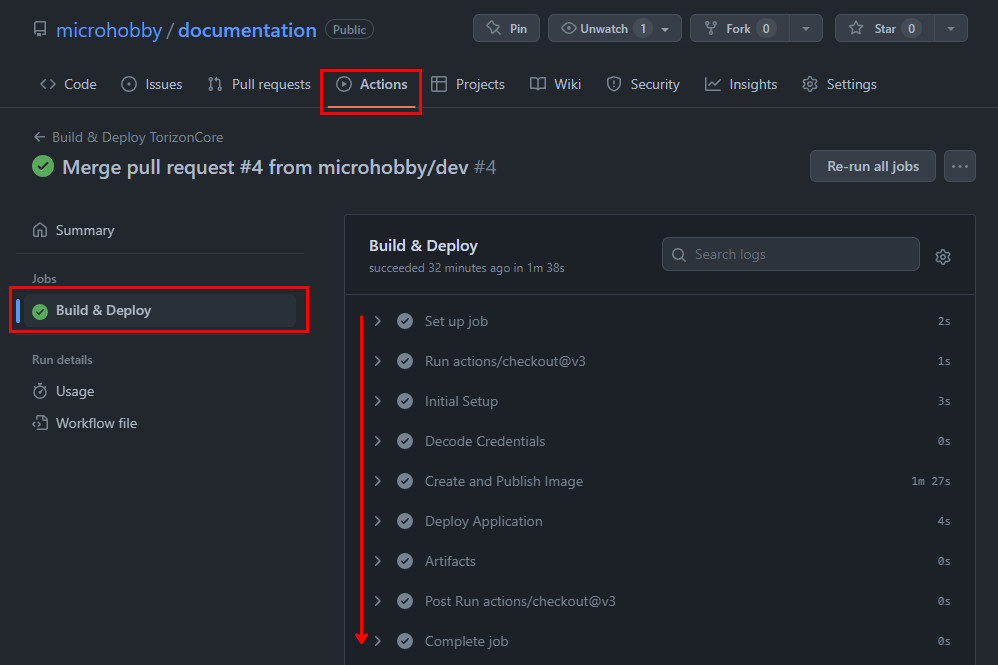 microhobby / documentation Public Pin Unwatch 1 Fork 0 Star 0
Code Issues Pull requests Actions Projects Wiki Security Insights Settings
Build & Deploy TorizonCore
Merge pull request #4 from microhobby/dev #4
Re-run all jobs ...
Summary
Jobs
Build & Deploy
Run details
Usage
Workflow file
Build & Deploy
succeeded 32 minutes ago in 1m 38s
Search logs
Set up job 2s
Run actions/checkout@v3 1s
Initial Setup 3s
Decode Credentials 0s
Create and Publish Image 1m 27s
Deploy Application 4s
Artifacts 0s
Post Run actions/checkout@v3 0s
Complete job 0s